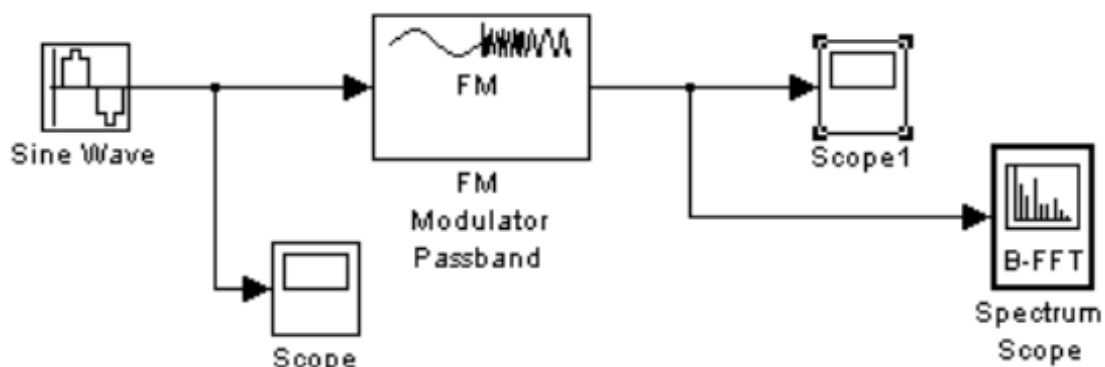 FM
Sine Wave
Scope1
FM
Modulator
Passband
B-FFT
Spectrum
Scope
Scope